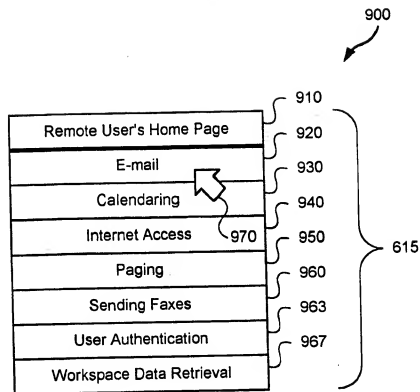 900
910
Remote User's Home Page
920
E-mail
930
Calendaring
940
Internet Access
970
950
Paging
615
960
Sending Faxes
963
User Authentication
967
Workspace Data Retrieval